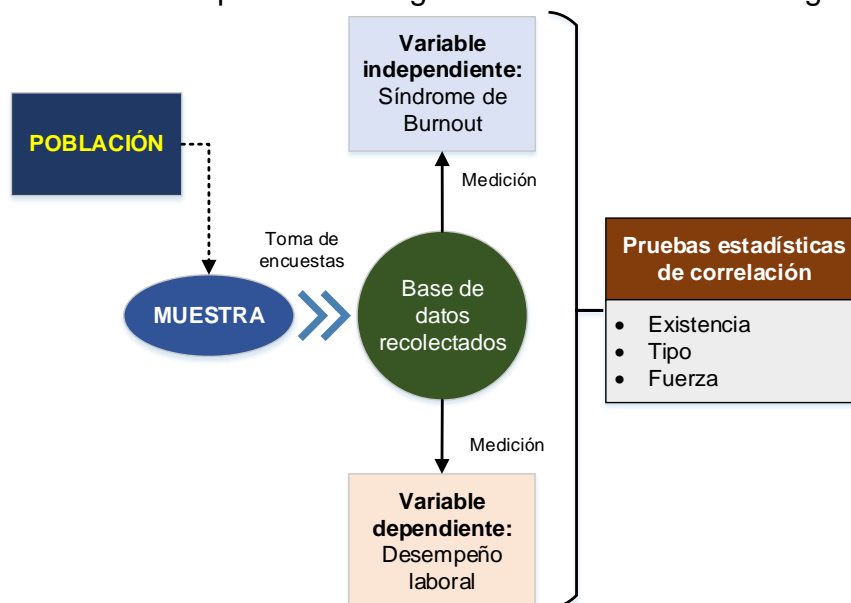 Variable
independiente:
Síndrome de
Burnout
POBLACIÓN
Medición
Toma de
encuestas
MUESTRA
Base de
datos
recolectados
Pruebas estadísticas
de correlación
• Existencia
• Tipo
• Fuerza
Medición
Variable
dependiente:
Desempeño
laboral